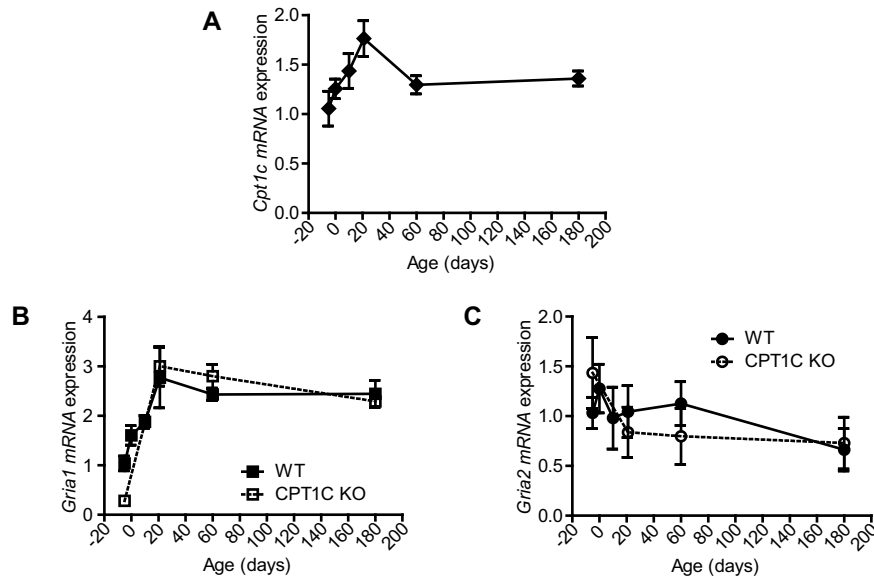 A
Cpt1c mRNA expression
2.0
1.5
1.0
0.5
0.0
-20 0 20 40 60 80 100 120 140 160 180 200
Age (days)
B
Gria1 mRNA expression
4
3
2
1
0
WT
CPT1C KO
-20 0 20 40 60 80 100 120 140 160 180 200
Age (days)
C
Gria2 mRNA expression
2.0
1.5
1.0
0.5
0.0
WT
CPT1C KO
-20 0 20 40 60 80 100 120 140 160 180 200
Age (days)